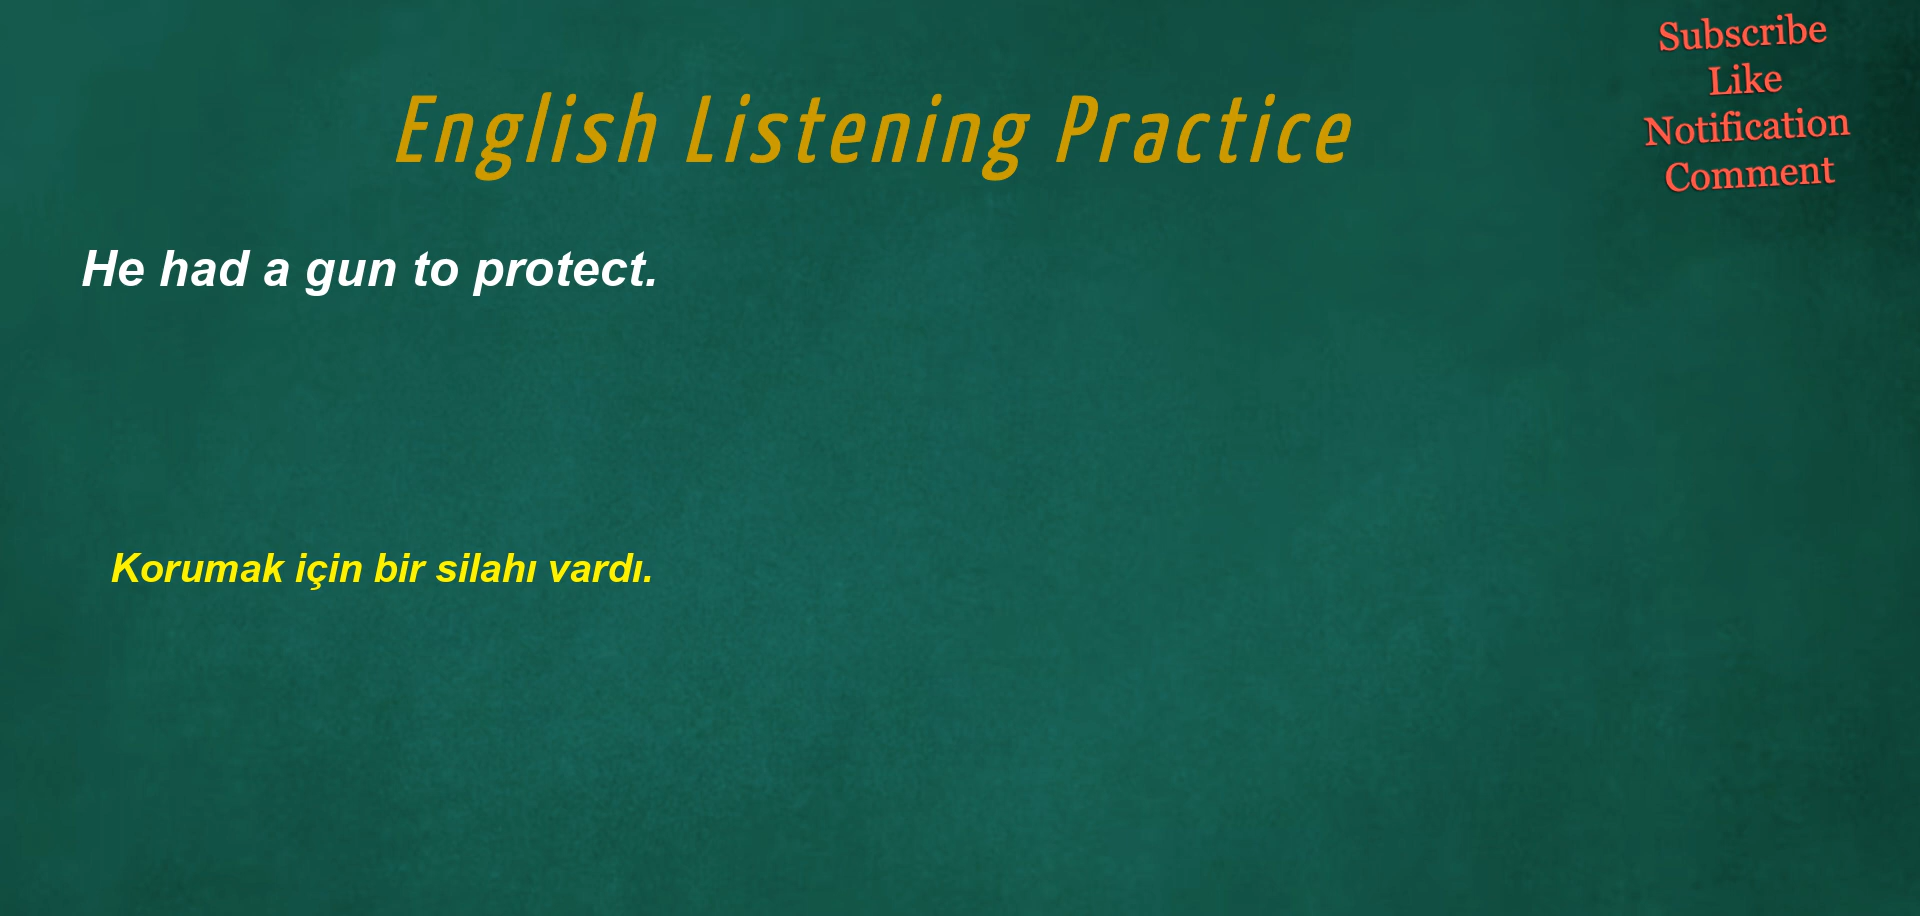 Subscribe
Like
Notification
Comment
English Listening Practice
He had a gun to protect.
Korumak için bir silahı vardı.